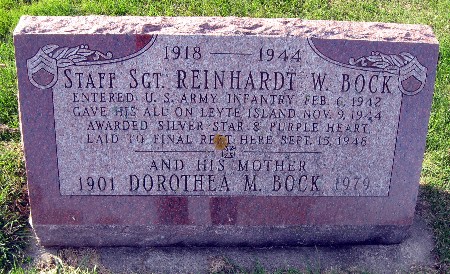 1918 — 1944
STAFF SGT. REINHARDT W. BOCK
ENTERED U. S. ARMY INFANTRY FEB. 6, 1942
GAVE HIS ALL ON LEYTE ISLAND NOV. 9, 1944
AWARDED SILVER STAR & PURPLE HEART
LAID TO FINAL REST HERE SEPT. 15, 1948
AND HIS MOTHER
1901 DOROTHEA M. BOCK 1979